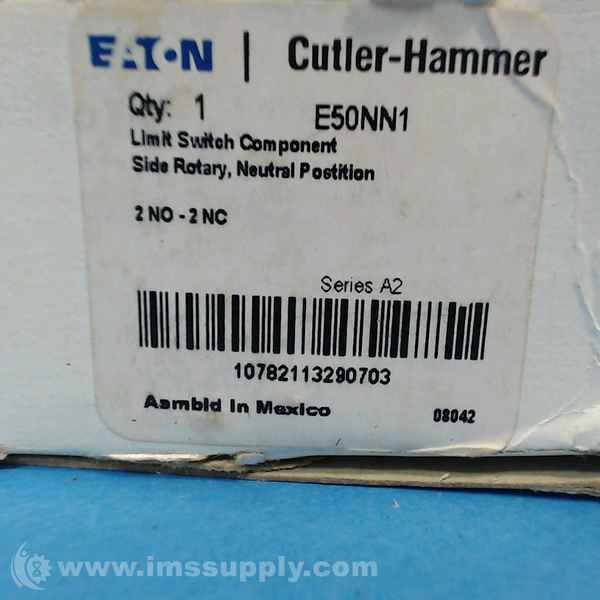 EATON | Cutler-Hammer
Qty: 1 E50NN1
Limit Switch Component
Side Rotary, Neutral Postition
2 NO - 2 NC
Series A2
10782113290703
Asmbld in Mexico 08042
www.imssupply.com